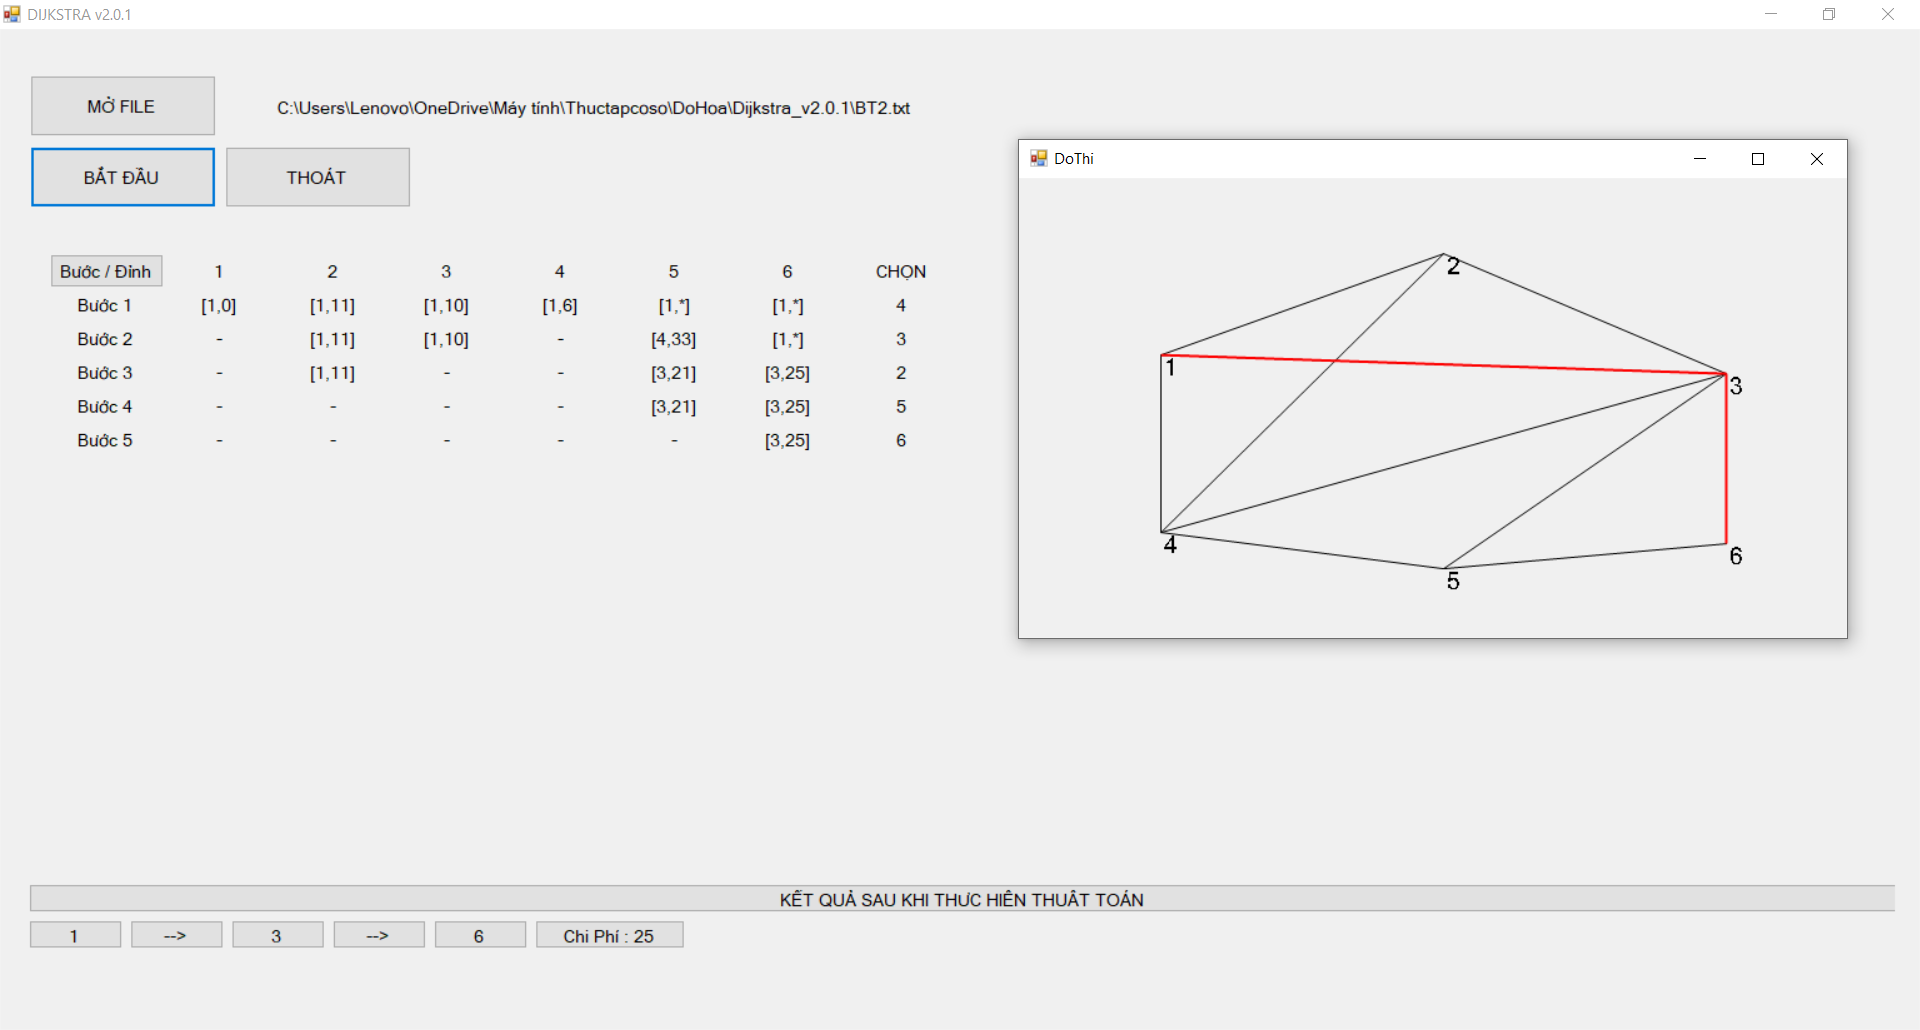 DIJKSTRA v2.0.1
MỞ FILE
C:\Users\Lenovo\OneDrive\Máy tính\Thuctapcoso\DoHoa\Dijkstra_v2.0.1\BT2.txt
BẮT ĐẦU THOÁT
Bước / Đỉnh 1 2 3 4 5 6 CHỌN
Bước 1 [1,0] [1,11] [1,10] [1,6] [1,*] [1,*] 4
Bước 2 - [1,11] [1,10] - [4,33] [1,*] 3
Bước 3 - [1,11] - - [3,21] [3,25] 2
Bước 4 - - - - [3,21] [3,25] 5
Bước 5 - - - - - [3,25] 6
DoThi
2
1
3
4
6
5
KẾT QUẢ SAU KHI THỰC HIỆN THUẬT TOÁN
1 --> 3 --> 6 Chi Phí : 25